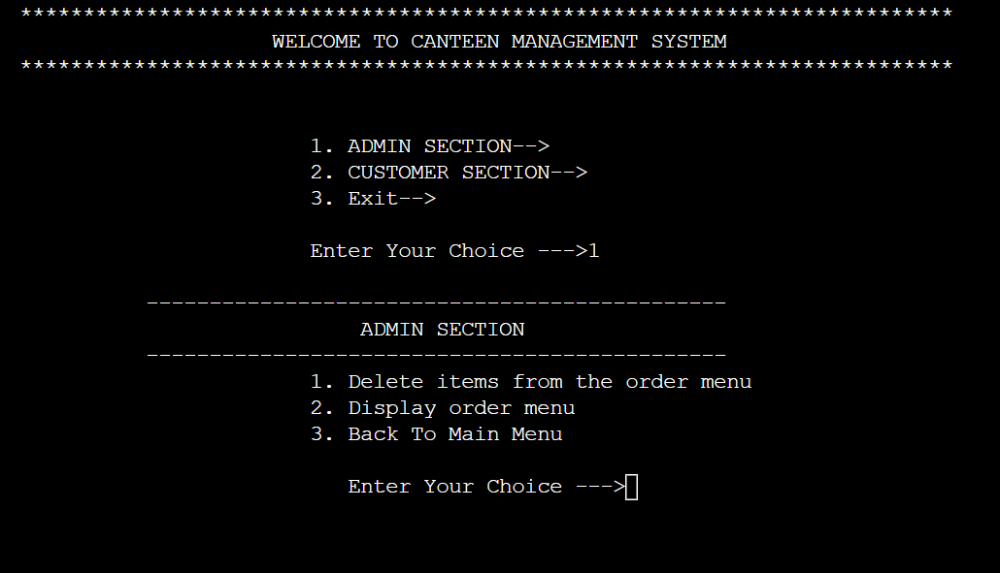 **************************************************************************
WELCOME TO CANTEEN MANAGEMENT SYSTEM
**************************************************************************
1. ADMIN SECTION-->
2. CUSTOMER SECTION-->
3. Exit-->
Enter Your Choice --->1
----------------------------------------------
ADMIN SECTION
----------------------------------------------
1. Delete items from the order menu
2. Display order menu
3. Back To Main Menu
Enter Your Choice --->